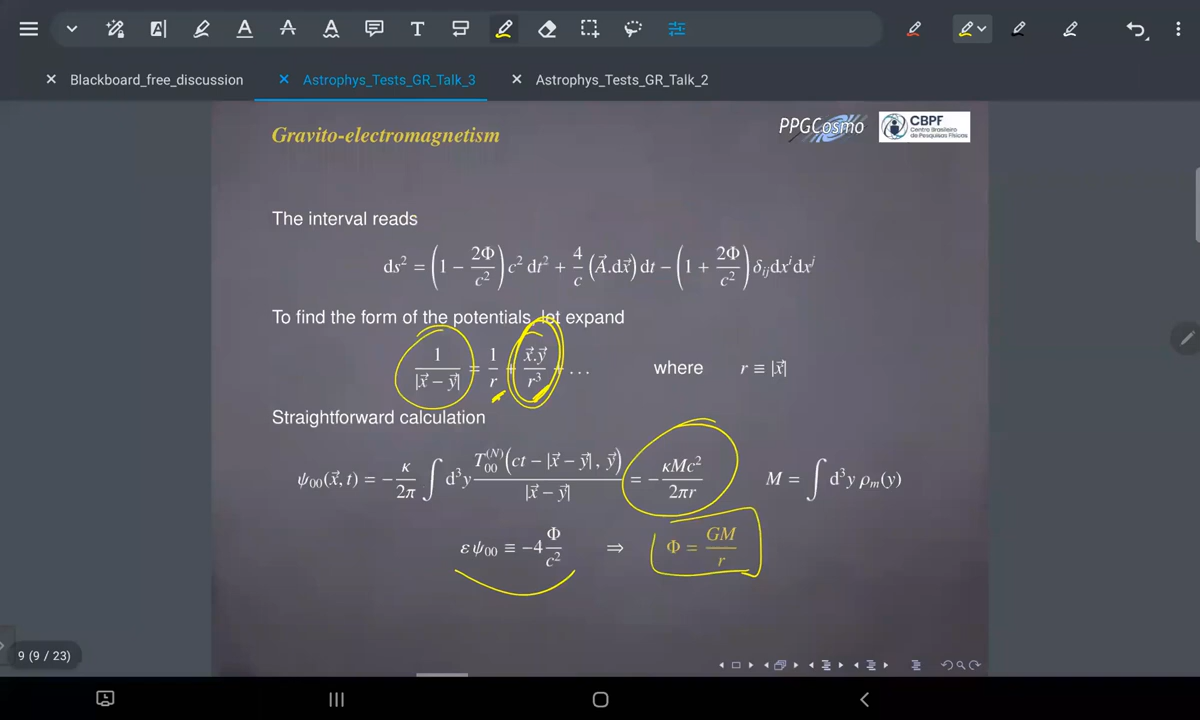 Blackboard_free_discussion
Astrophys_Tests_GR_Talk_3
Astrophys_Tests_GR_Talk_2
Gravito-electromagnetism
PPGCosmo
CBPF
Centro Brasileiro
de Pesquisas Físicas
The interval reads
ds² = (1 − 2Φ/c²) c² dt² + 4/c (A⃗.dx⃗) dt − (1 + 2Φ/c²) δᵢⱼdxⁱdxʲ
To find the form of the potentials, let expand
1/|x⃗ − y⃗| = 1/r + x⃗.y⃗/r³ + … where r ≡ |x⃗|
Straightforward calculation
ψ₀₀(x⃗, t) = − κ/2π ∫ d³y T₀₀⁽ᴺ⁾(ct − |x⃗ − y⃗|, y⃗)/|x⃗ − y⃗| = − κMc²/2πr M = ∫ d³y ρₘ(y)
εψ₀₀ ≡ −4 Φ/c² ⇒ Φ = GM/r
9 (9 / 23)